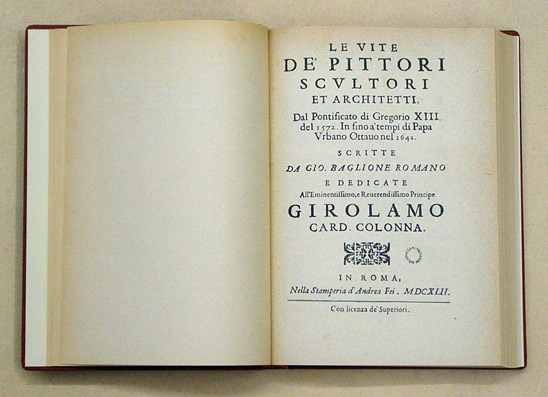 LE VITE
DE' PITTORI
SCVLTORI
ET ARCHITETTI.
Dal Pontificato di Gregorio XIII.
del 1572. In fino a' tempi di Papa
Vrbano Ottauo nel 1642.
SCRITTE
DA GIO. BAGLIONE ROMANO
E DEDICATE
All'Eminentissimo, e Reuerendissimo Principe
GIROLAMO
CARD. COLONNA.
IN ROMA,
Nella Stamperia d'Andrea Fei. MDCXLII.
Con licenza de' Superiori.